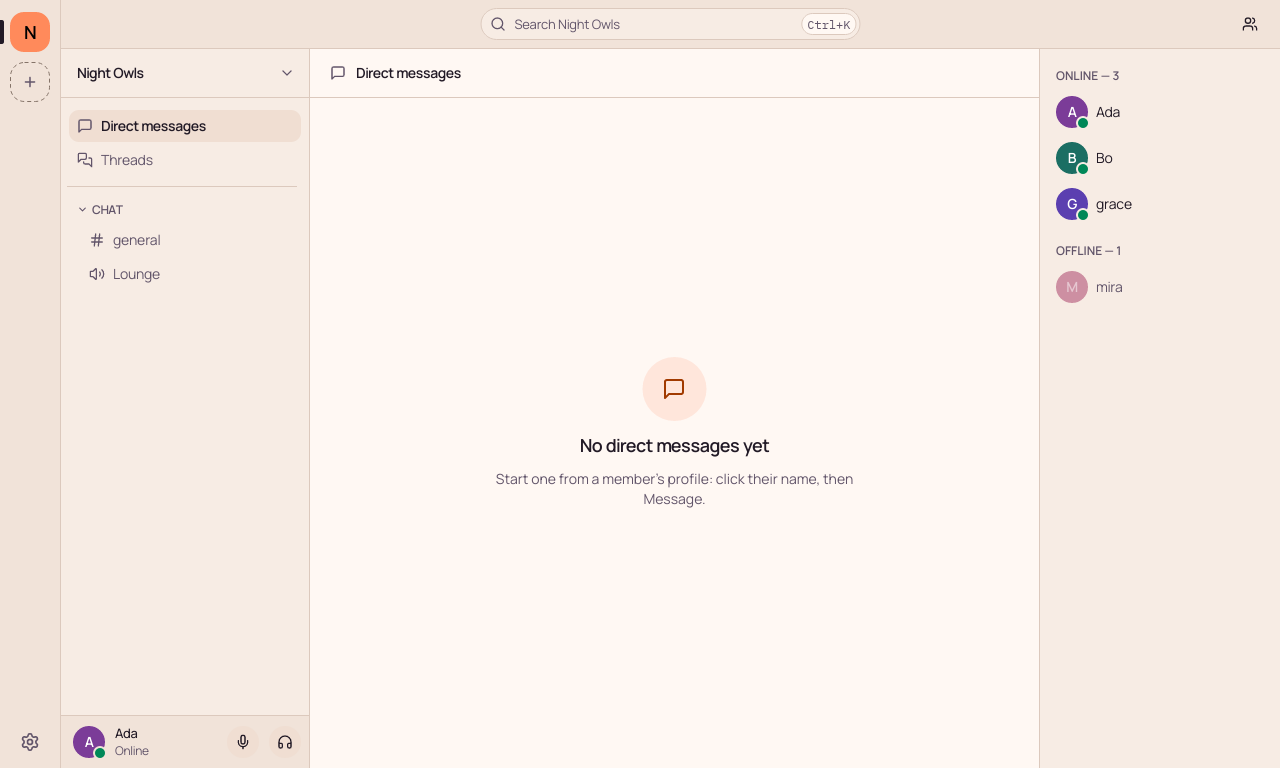 N
Search Night Owls
Ctrl+K
Night Owls
Direct messages
Threads
CHAT
general
Lounge
A
Ada
Online
Direct messages
No direct messages yet
Start one from a member's profile: click their name, then
Message.
ONLINE — 3
A
Ada
B
Bo
G
grace
OFFLINE — 1
M
mira